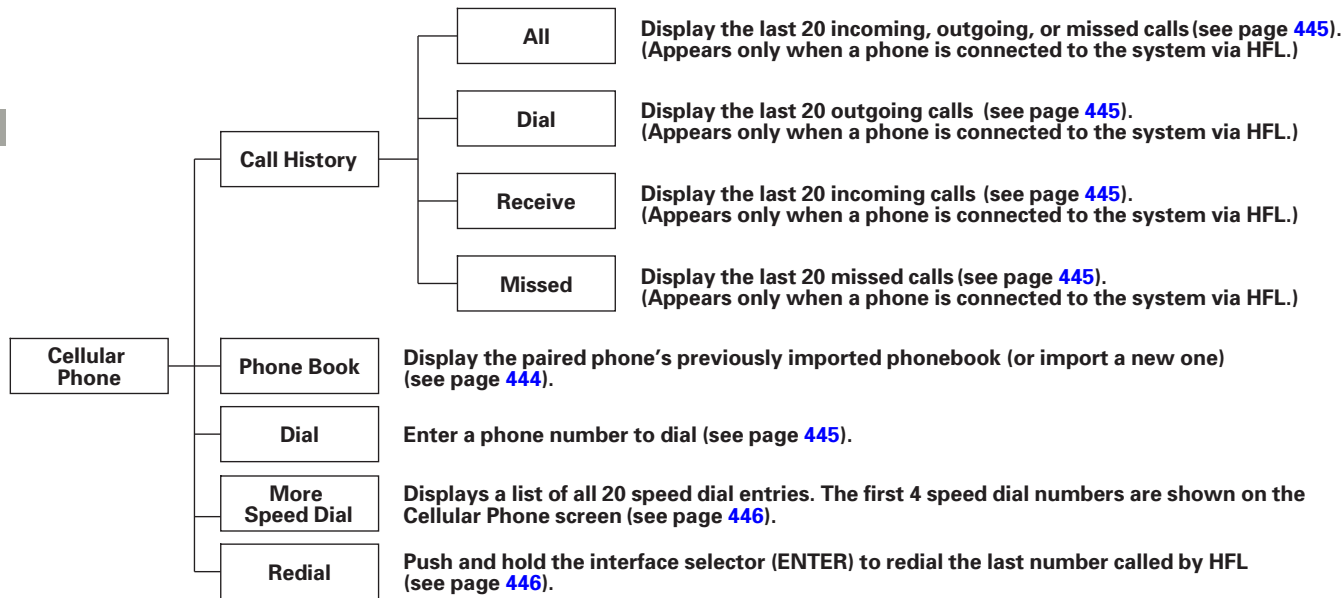 All
Display the last 20 incoming, outgoing, or missed calls (see page 445).
(Appears only when a phone is connected to the system via HFL.)
Dial
Display the last 20 outgoing calls (see page 445).
(Appears only when a phone is connected to the system via HFL.)
Call History
Receive
Display the last 20 incoming calls (see page 445).
(Appears only when a phone is connected to the system via HFL.)
Missed
Display the last 20 missed calls (see page 445).
(Appears only when a phone is connected to the system via HFL.)
Cellular
Phone
Phone Book
Display the paired phone's previously imported phonebook (or import a new one)
(see page 444).
Dial
Enter a phone number to dial (see page 445).
More
Speed Dial
Displays a list of all 20 speed dial entries. The first 4 speed dial numbers are shown on the
Cellular Phone screen (see page 446).
Redial
Push and hold the interface selector (ENTER) to redial the last number called by HFL
(see page 446).